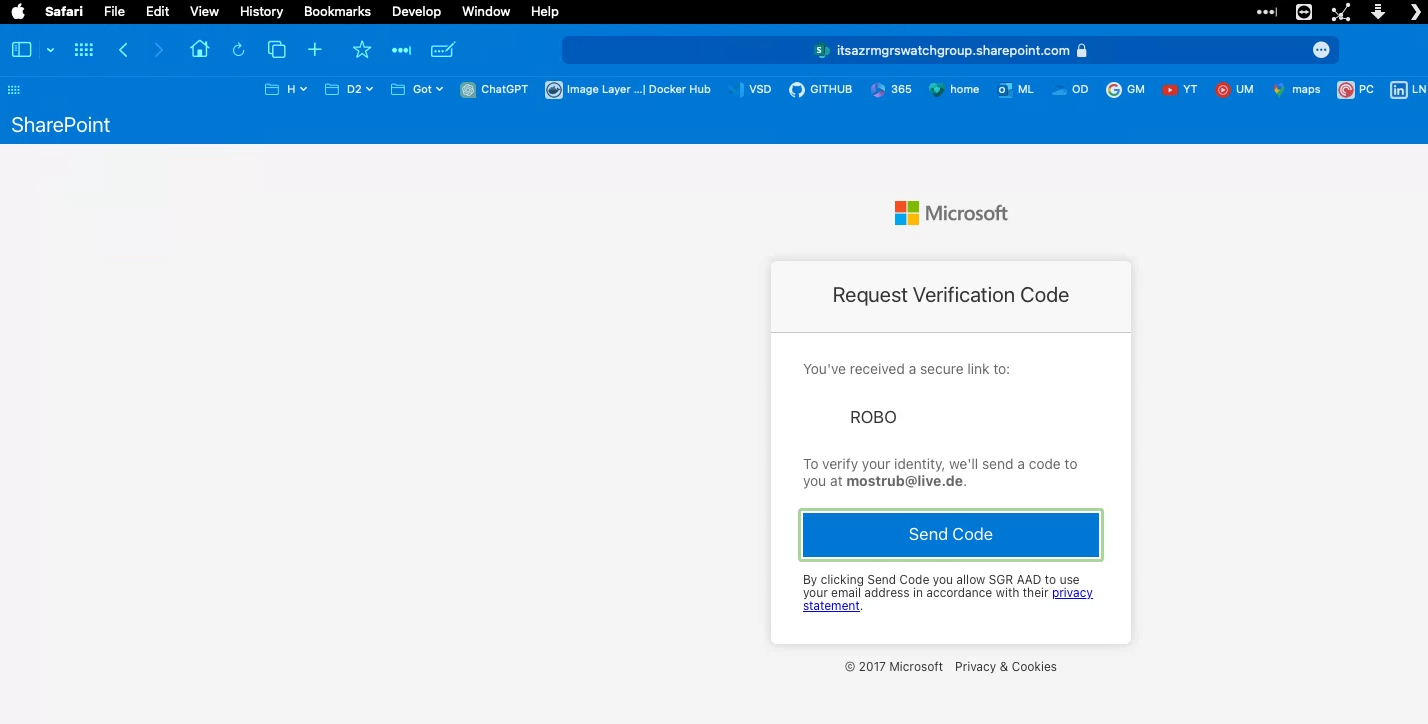 Safari File Edit View History Bookmarks Develop Window Help
itsazrmgrswatchgroup.sharepoint.com
H D2 Got ChatGPT Image Layer ...| Docker Hub VSD GITHUB 365 home ML OD GM YT UM maps PC LN
SharePoint
Microsoft
Request Verification Code
You've received a secure link to:
ROBO
To verify your identity, we'll send a code to
you at mostrub@live.de.
Send Code
By clicking Send Code you allow SGR AAD to use
your email address in accordance with their privacy
statement.
© 2017 Microsoft Privacy & Cookies